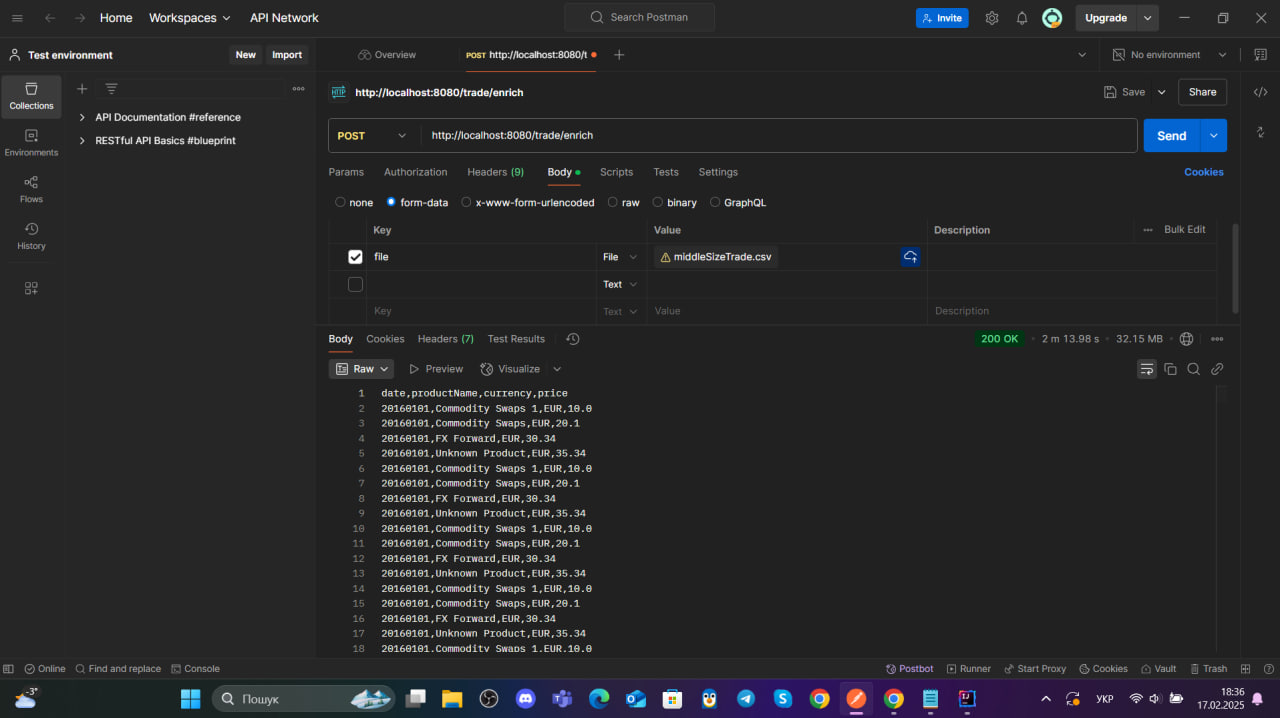 Home Workspaces API Network Search Postman Invite Upgrade
Test environment New Import Overview POST http://localhost:8080/t No environment
Collections
Environments
Flows
History
API Documentation #reference
RESTful API Basics #blueprint
HTTP http://localhost:8080/trade/enrich Save Share
POST http://localhost:8080/trade/enrich Send
Params Authorization Headers (9) Body Scripts Tests Settings Cookies
none form-data x-www-form-urlencoded raw binary GraphQL
Key Value Description Bulk Edit
file File middleSizeTrade.csv
Text
Key Text Value Description
Body Cookies Headers (7) Test Results 200 OK 2 m 13.98 s 32.15 MB
Raw Preview Visualize
1 date,productName,currency,price
2 20160101,Commodity Swaps 1,EUR,10.0
3 20160101,Commodity Swaps,EUR,20.1
4 20160101,FX Forward,EUR,30.34
5 20160101,Unknown Product,EUR,35.34
6 20160101,Commodity Swaps 1,EUR,10.0
7 20160101,Commodity Swaps,EUR,20.1
8 20160101,FX Forward,EUR,30.34
9 20160101,Unknown Product,EUR,35.34
10 20160101,Commodity Swaps 1,EUR,10.0
11 20160101,Commodity Swaps,EUR,20.1
12 20160101,FX Forward,EUR,30.34
13 20160101,Unknown Product,EUR,35.34
14 20160101,Commodity Swaps 1,EUR,10.0
15 20160101,Commodity Swaps,EUR,20.1
16 20160101,FX Forward,EUR,30.34
17 20160101,Unknown Product,EUR,35.34
18 20160101,Commodity Swaps 1,EUR,10.0
Online Find and replace Console Postbot Runner Start Proxy Cookies Vault Trash
-3° Пошук УКР 18:36
17.02.2025